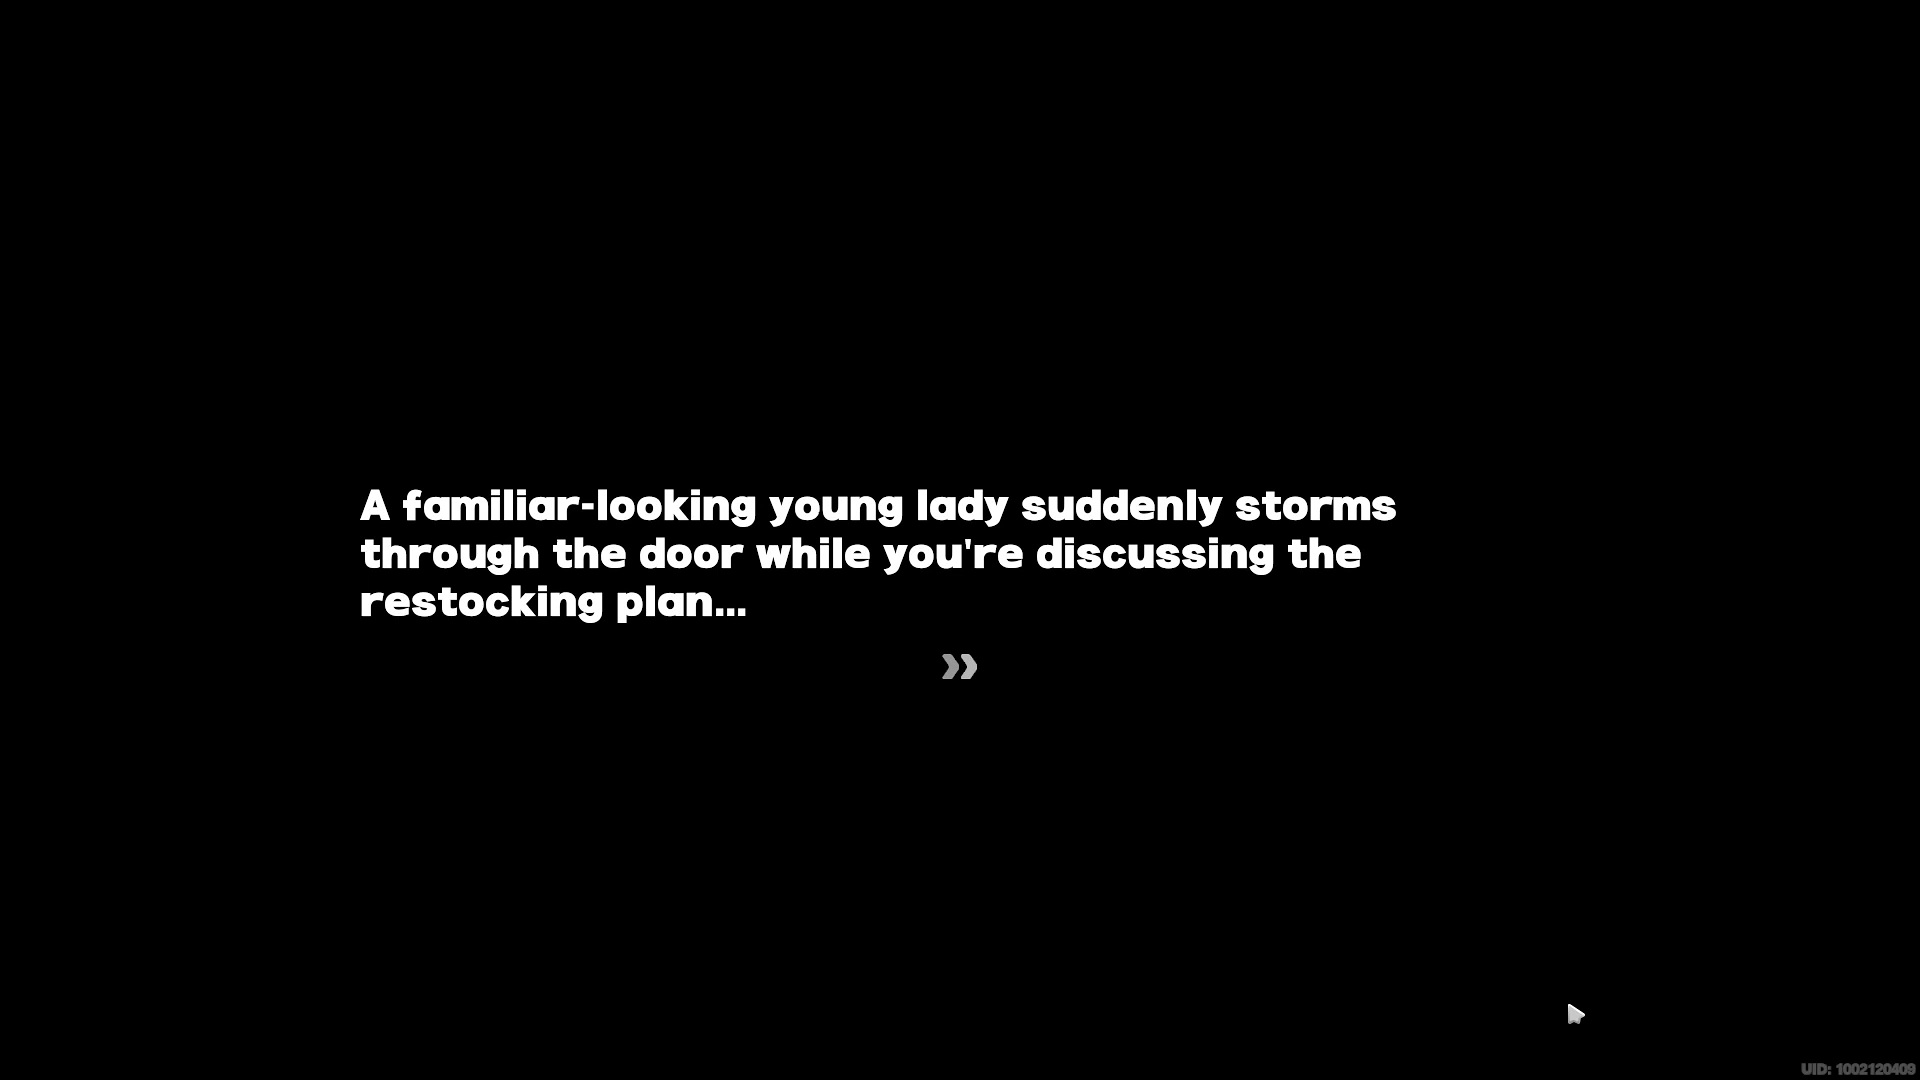 A familiar-looking young lady suddenly storms
through the door while you're discussing the
restocking plan...
UID: 1002120409